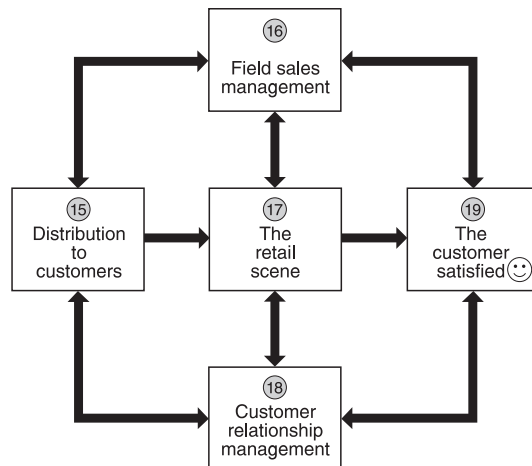 16
Field sales
management
15
Distribution
to
customers
17
The
retail
scene
19
The
customer
satisfied
18
Customer
relationship
management